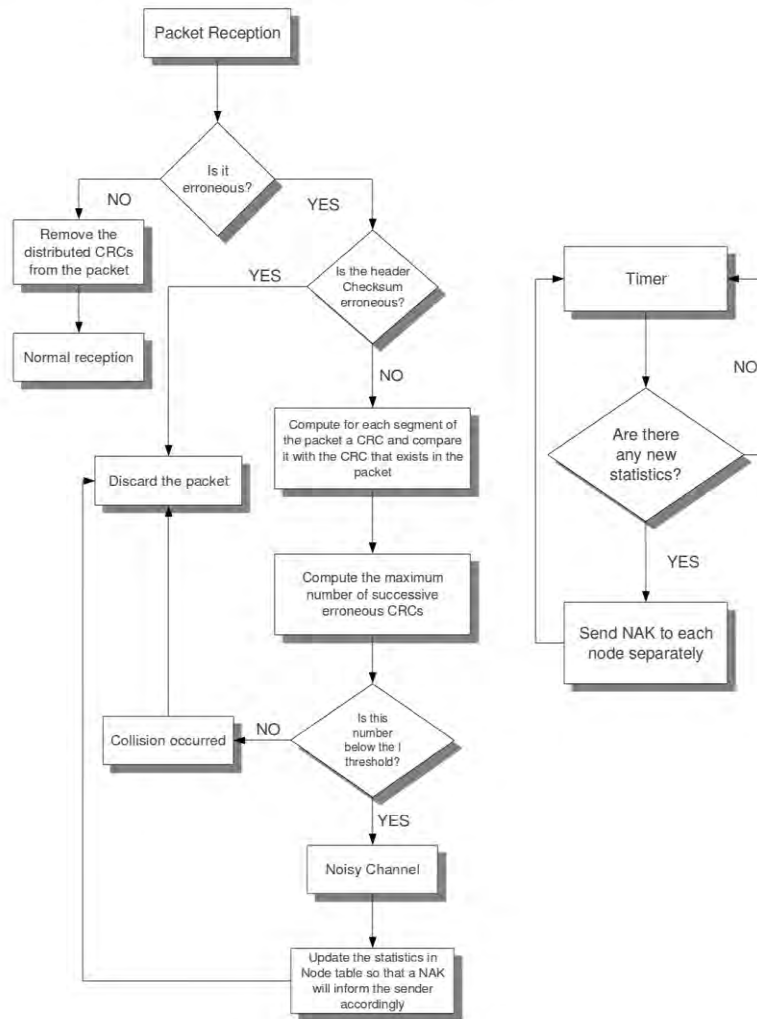 Packet Reception
Is it
erroneous?
NO
YES
Remove the
distributed CRCs
from the packet
Normal reception
Is the header
Checksum
erroneous?
YES
NO
Compute for each segment of
the packet a CRC and compare
it with the CRC that exists in the
packet
Discard the packet
Compute the maximum
number of successive
erroneous CRCs
Is this
number
below the l
threshold?
NO
Collision occurred
YES
Noisy Channel
Update the statistics in
Node table so that a NAK
will inform the sender
accordingly
Timer
NO
Are there
any new
statistics?
YES
Send NAK to each
node separately